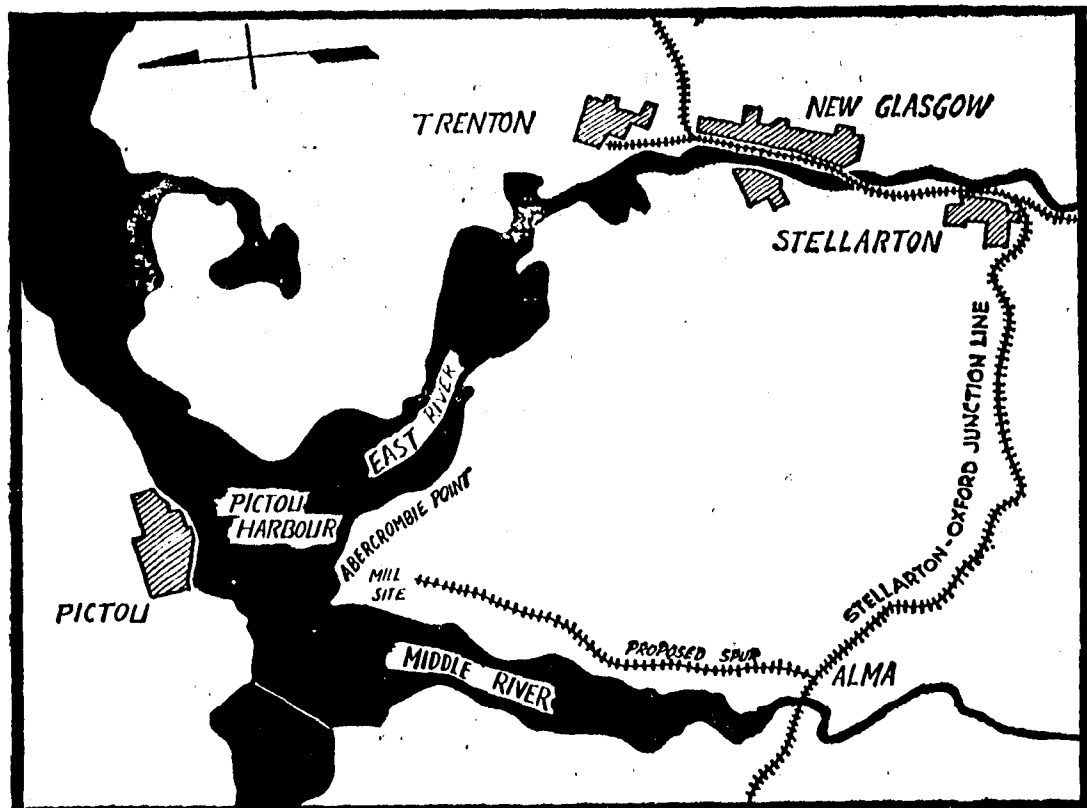 TRENTON
NEW GLASGOW
STELLARTON
EAST RIVER
PICTOU
HARBOUR
ABERCROMBIE POINT
MILL
SITE
PICTOU
STELLARTON-OXFORD JUNCTION LINE
PROPOSED SPUR
MIDDLE RIVER
ALMA